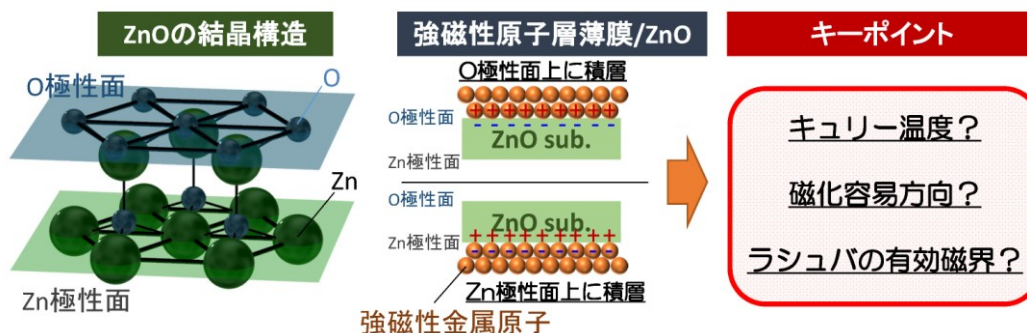 ZnOの結晶構造
O極性面
O
Zn
Zn極性面
強磁性原子層薄膜/ZnO
O極性面上に積層
+ + + + + + + + +
O極性面
- - - - - - - - -
ZnO sub.
Zn極性面
O極性面
ZnO sub.
Zn極性面
+ + + + + + + + +
- - - - - - - -
Zn極性面上に積層
強磁性金属原子
キーポイント
キュリー温度?
磁化容易方向?
ラシュバの有効磁界?